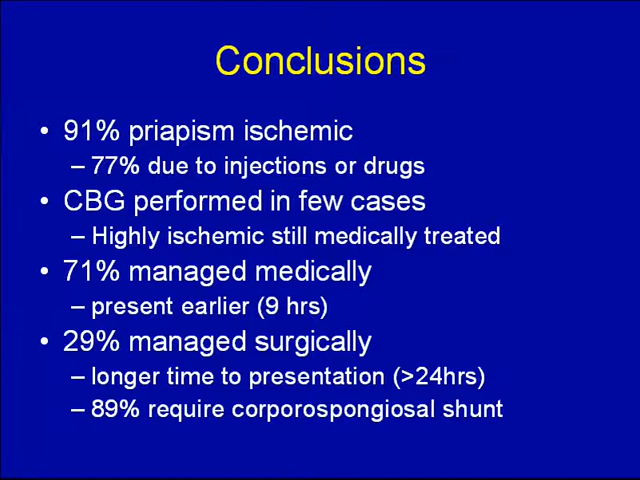 Conclusions
• 91% priapism ischemic
– 77% due to injections or drugs
• CBG performed in few cases
– Highly ischemic still medically treated
• 71% managed medically
– present earlier (9 hrs)
• 29% managed surgically
– longer time to presentation (>24hrs)
– 89% require corporospongiosal shunt